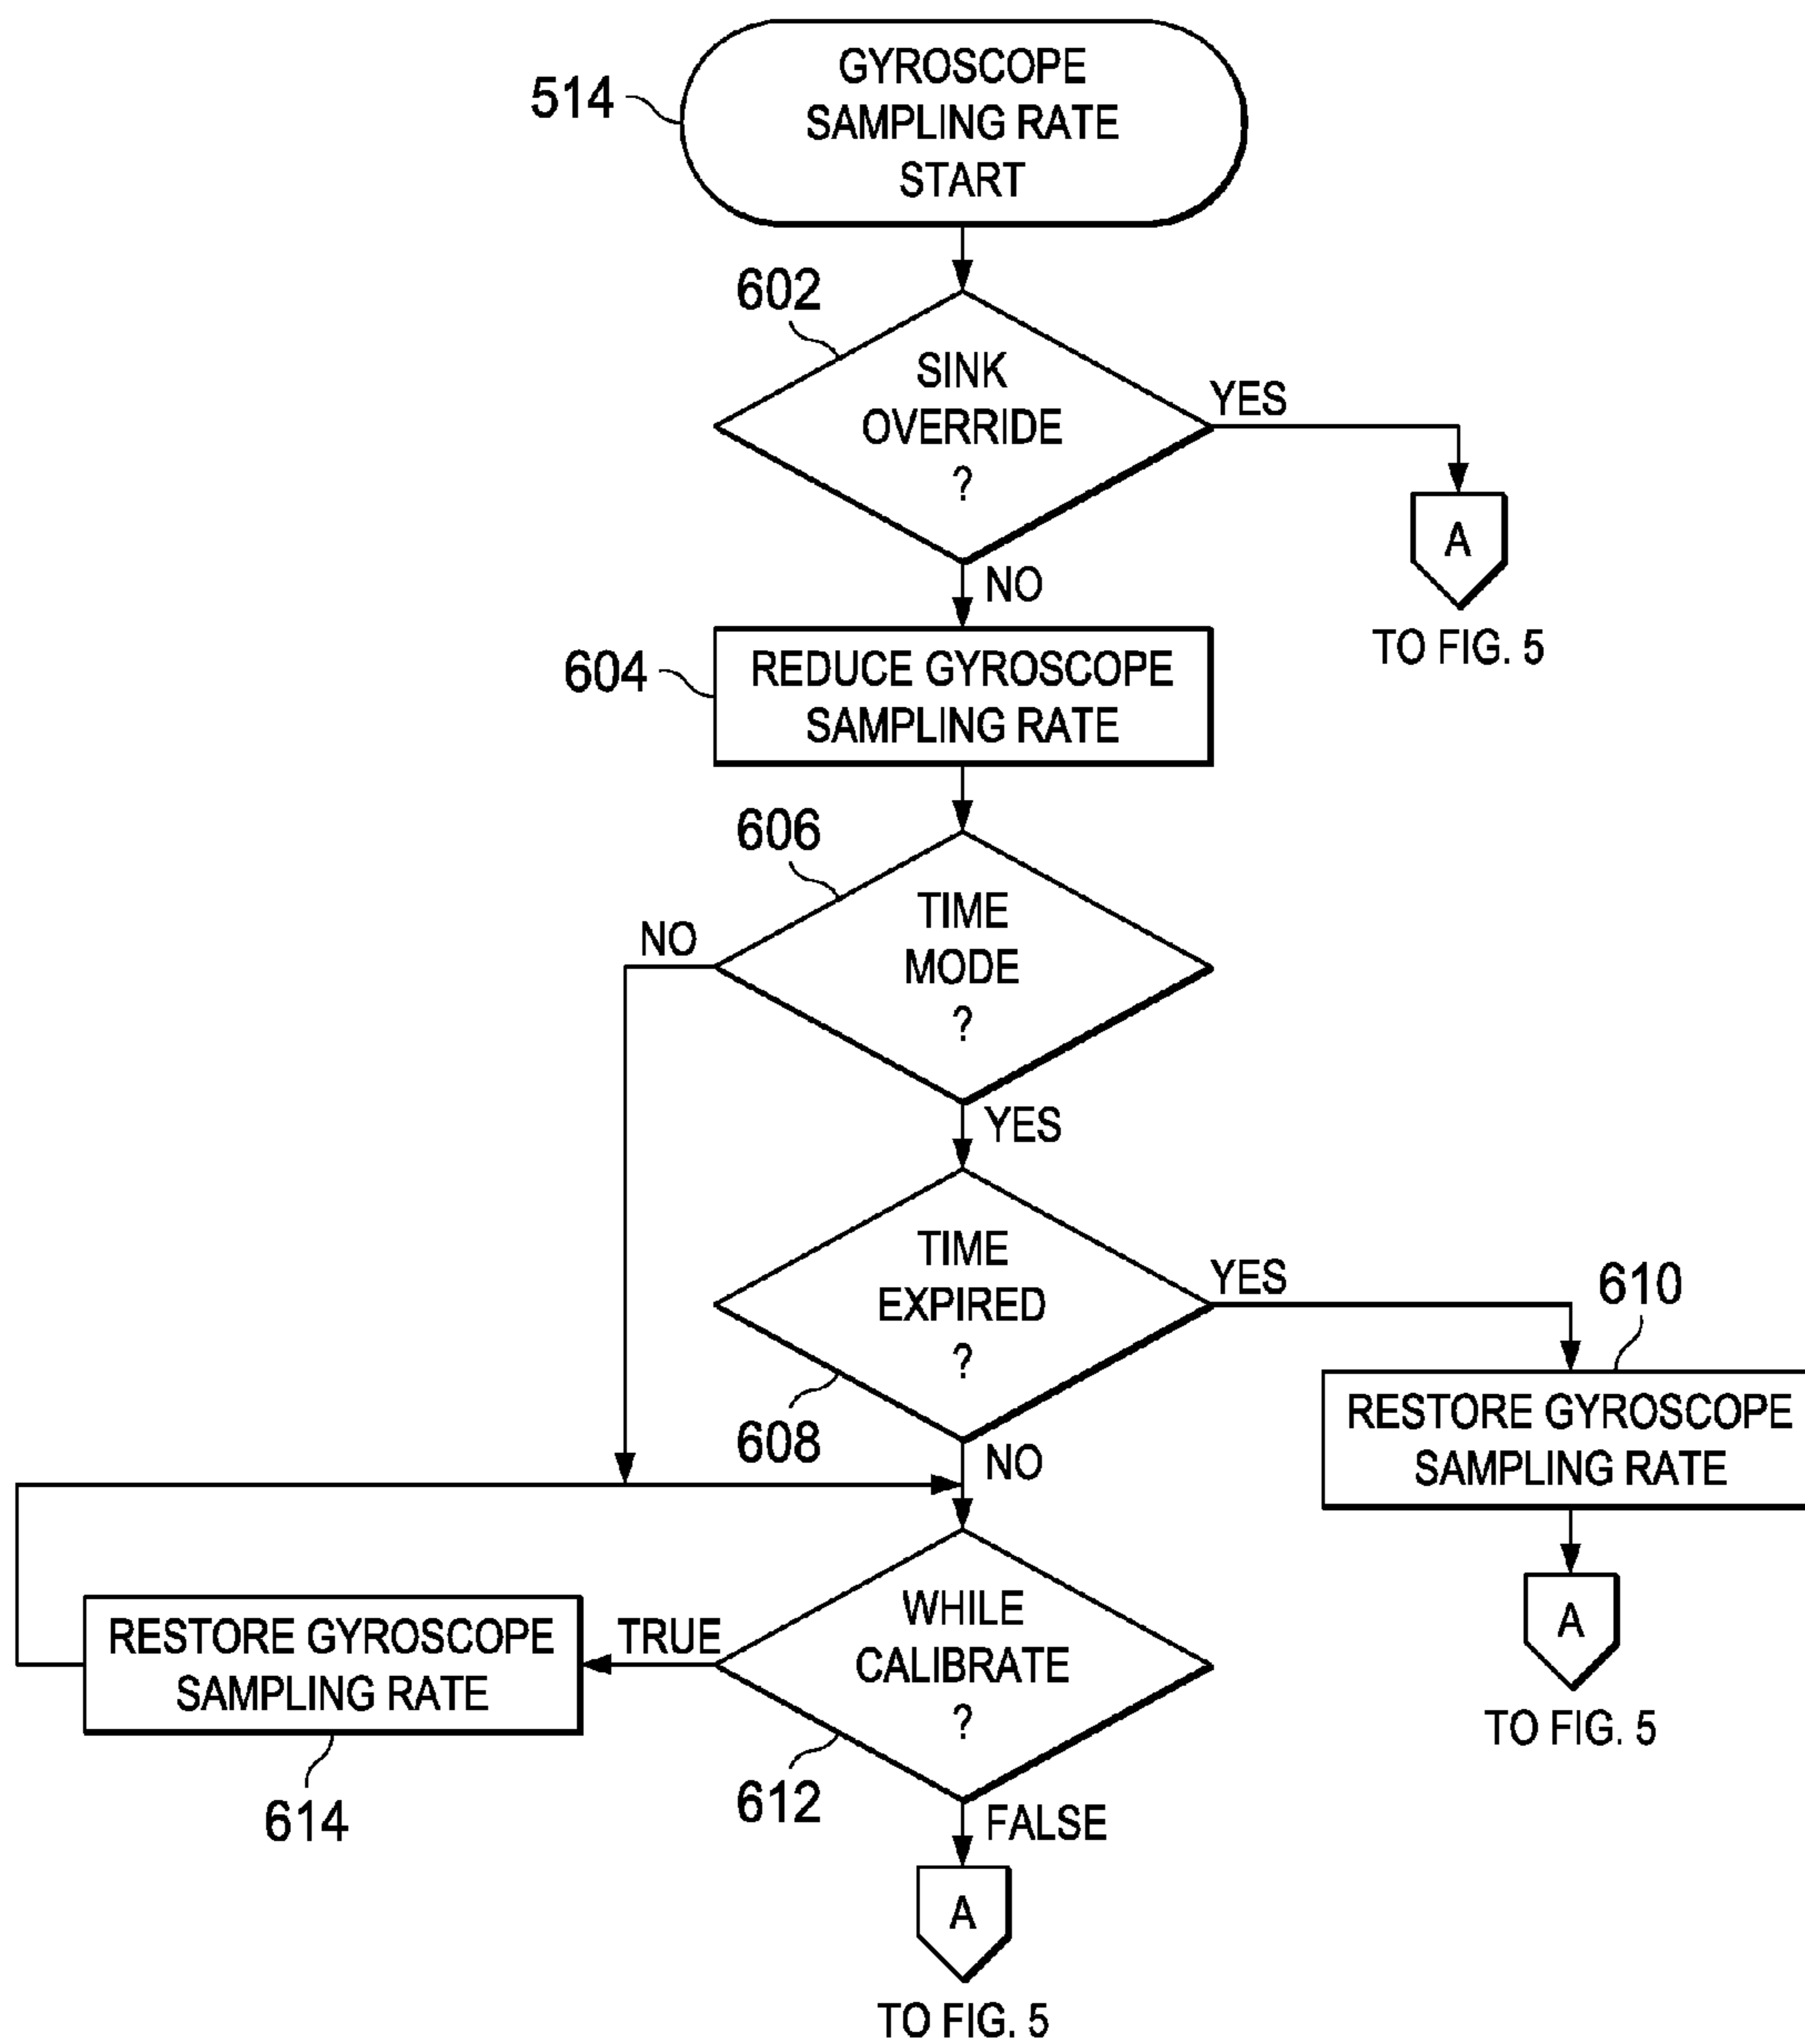 GYROSCOPE
SAMPLING RATE
START
514
602
SINK
OVERRIDE
?
YES
A
TO FIG. 5
NO
604
REDUCE GYROSCOPE
SAMPLING RATE
606
TIME
MODE
?
NO
YES
TIME
EXPIRED
?
YES
608
NO
610
RESTORE GYROSCOPE
SAMPLING RATE
A
TO FIG. 5
WHILE
CALIBRATE
?
TRUE
RESTORE GYROSCOPE
SAMPLING RATE
614
612
FALSE
A
TO FIG. 5